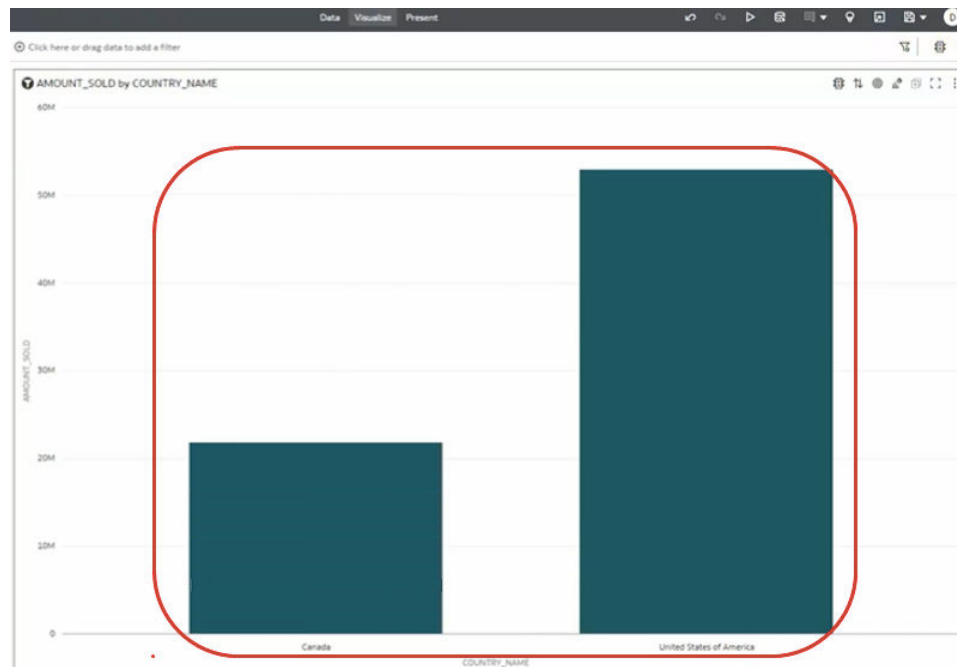 Data Visualize Present
D
Click here or drag data to add a filter
AMOUNT_SOLD by COUNTRY_NAME
60M
50M
40M
30M
20M
10M
0
AMOUNT_SOLD
Canada United States of America
COUNTRY_NAME